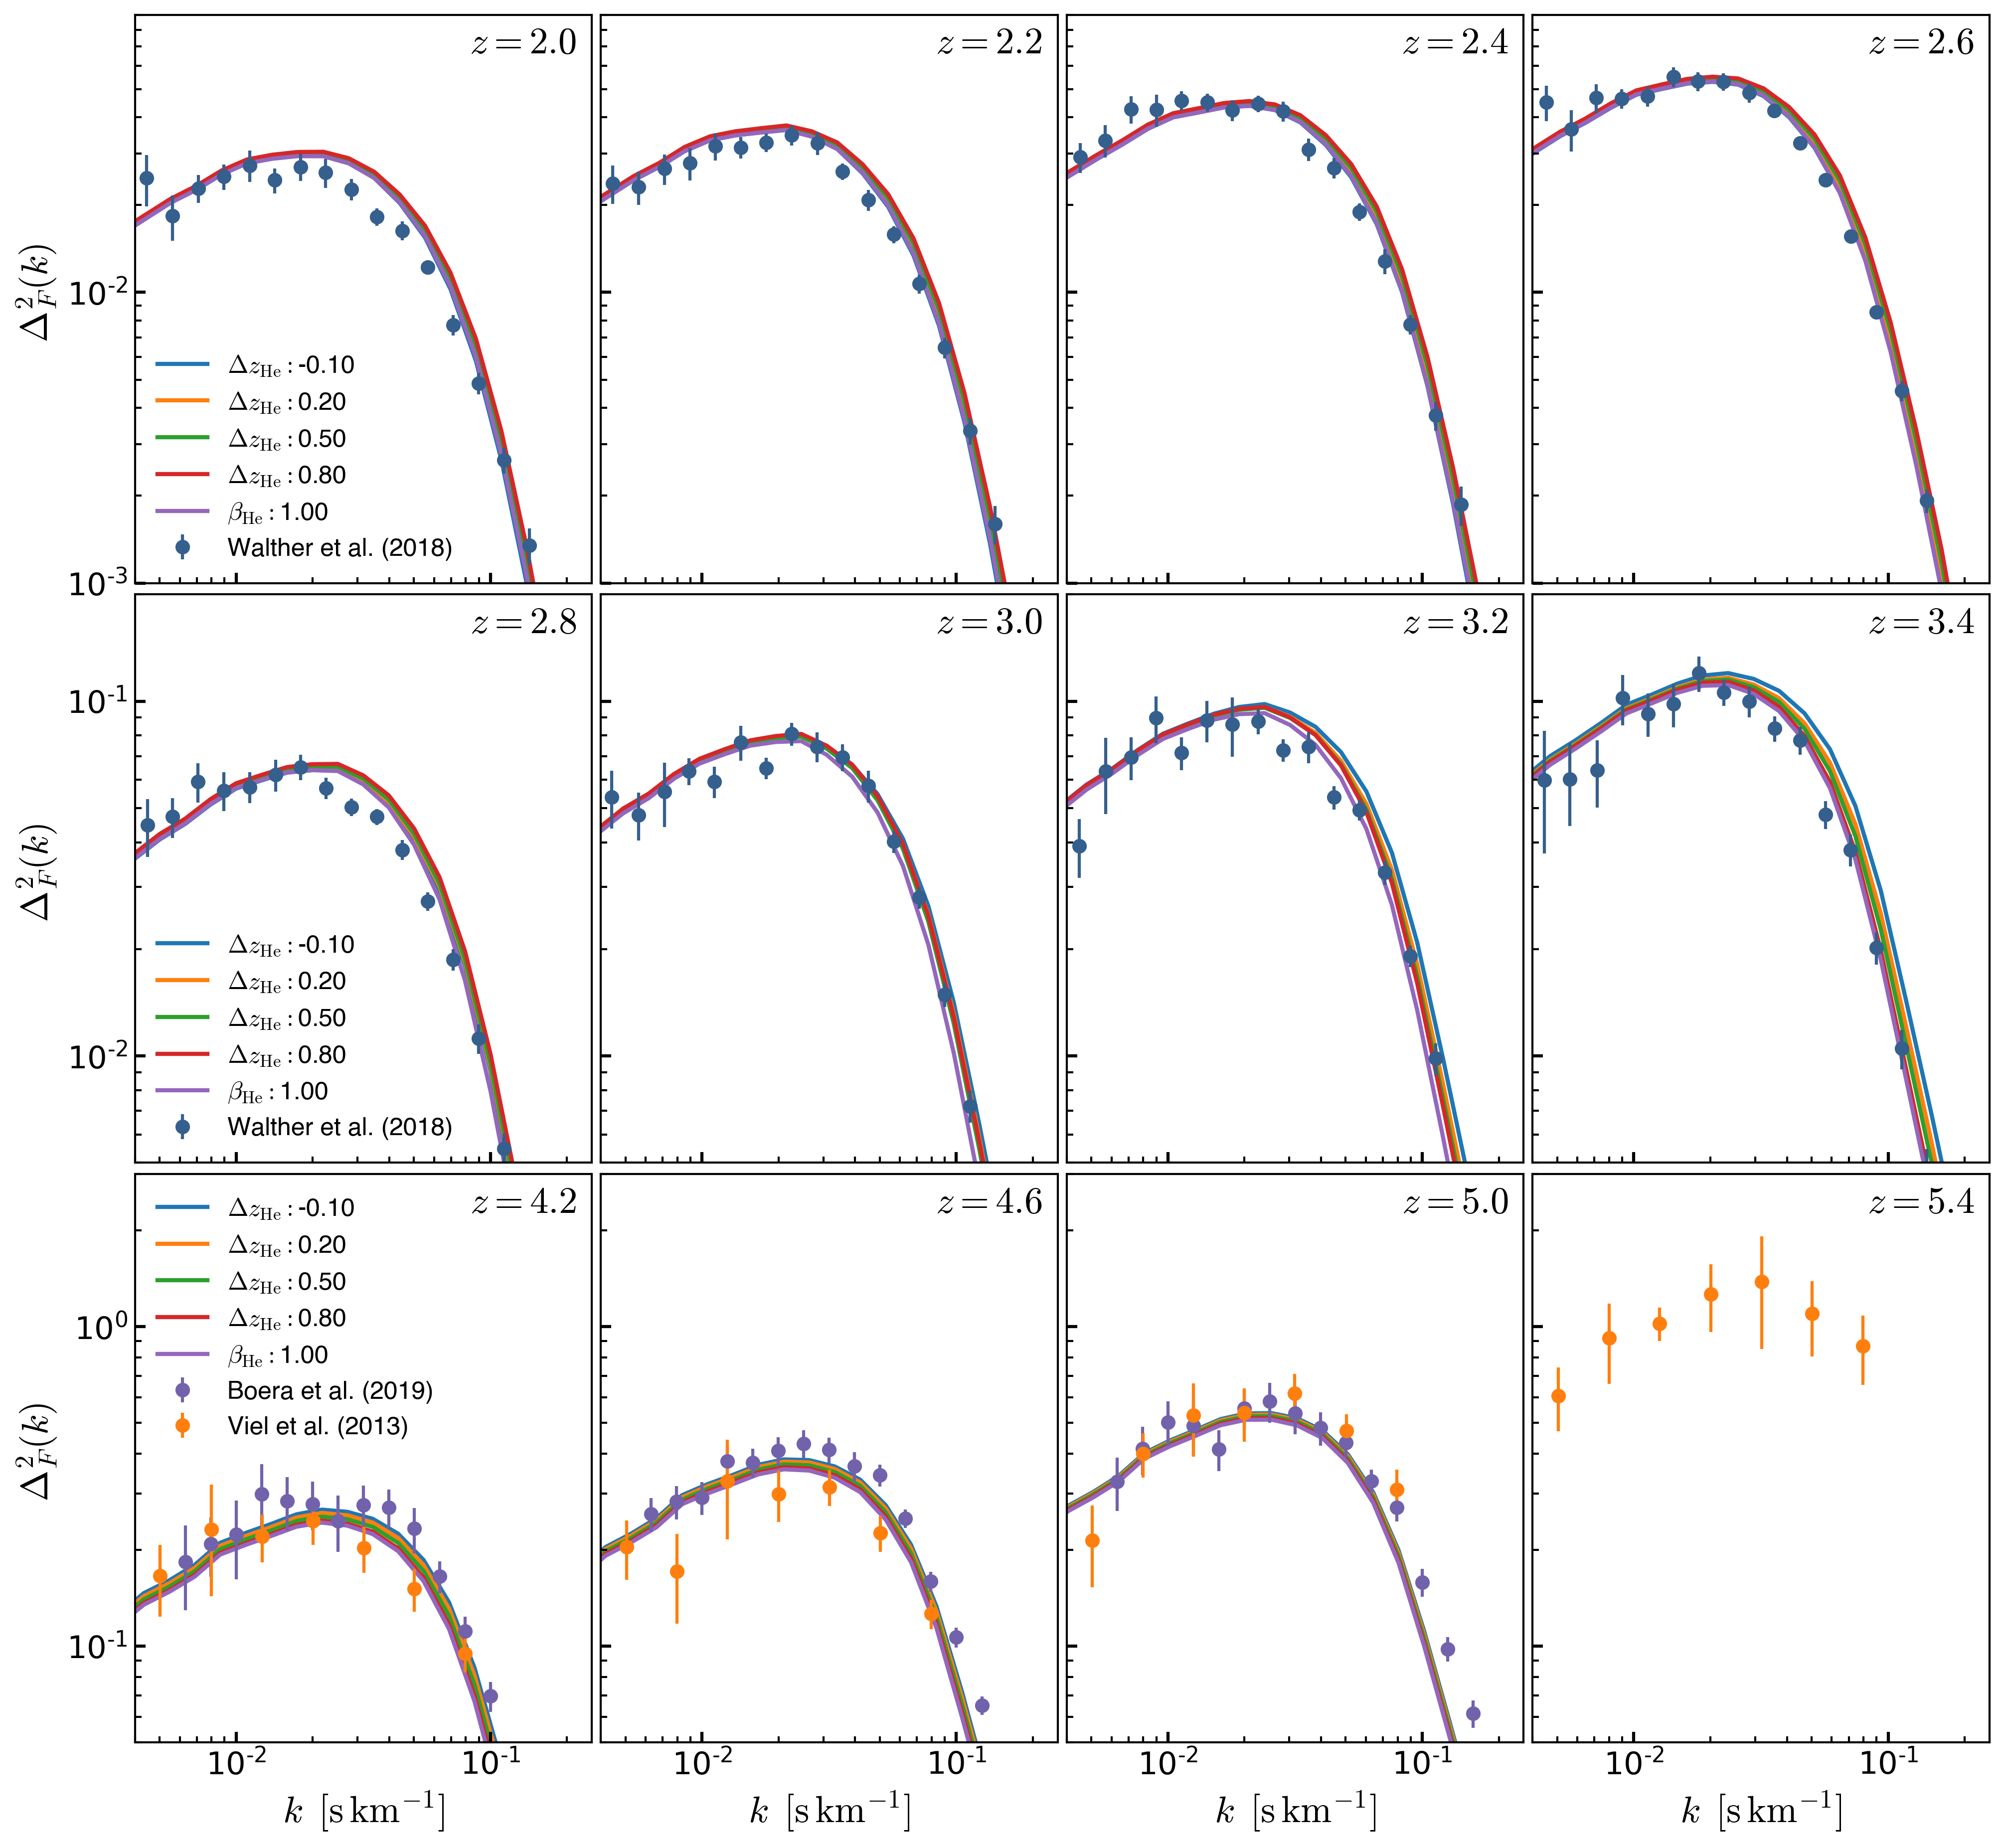 z = 2.0
z = 2.2
z = 2.4
z = 2.6
Δ²_F(k)
10⁻²
10⁻³
Δz_He : -0.10
Δz_He : 0.20
Δz_He : 0.50
Δz_He : 0.80
β_He : 1.00
Walther et al. (2018)
z = 2.8
z = 3.0
z = 3.2
z = 3.4
Δ²_F(k)
10⁻¹
10⁻²
Δz_He : -0.10
Δz_He : 0.20
Δz_He : 0.50
Δz_He : 0.80
β_He : 1.00
Walther et al. (2018)
z = 4.2
z = 4.6
z = 5.0
z = 5.4
Δ²_F(k)
10⁰
10⁻¹
Δz_He : -0.10
Δz_He : 0.20
Δz_He : 0.50
Δz_He : 0.80
β_He : 1.00
Boera et al. (2019)
Viel et al. (2013)
10⁻² 10⁻¹ 10⁻² 10⁻¹ 10⁻² 10⁻¹ 10⁻² 10⁻¹
k [s km⁻¹] k [s km⁻¹] k [s km⁻¹] k [s km⁻¹]